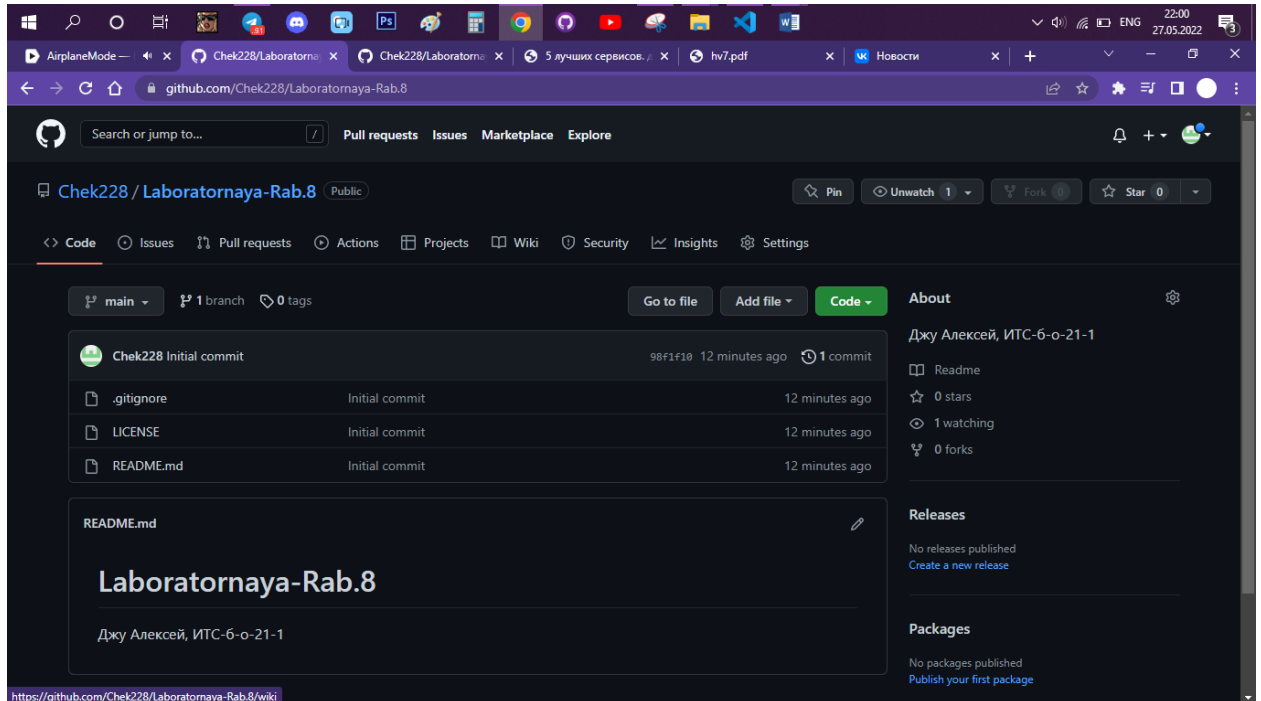 Ps
91
ENG
22:00
27.05.2022
3
AirplaneMode —
Chek228/Laboratorna
Chek228/Laboratorna
5 лучших сервисов. д
hv7.pdf
Новости
github.com/Chek228/Laboratornaya-Rab.8
Search or jump to...
/
Pull requests Issues Marketplace Explore
Chek228 / Laboratornaya-Rab.8 Public
Pin
Unwatch 1
Fork 0
Star 0
Code Issues Pull requests Actions Projects Wiki Security Insights Settings
main 1 branch 0 tags
Go to file Add file Code
Chek228 Initial commit 98f1f10 12 minutes ago 1 commit
.gitignore Initial commit 12 minutes ago
LICENSE Initial commit 12 minutes ago
README.md Initial commit 12 minutes ago
README.md
Laboratornaya-Rab.8
Джу Алексей, ИТС-б-о-21-1
About
Джу Алексей, ИТС-б-о-21-1
Readme
0 stars
1 watching
0 forks
Releases
No releases published
Create a new release
Packages
No packages published
Publish your first package
https://github.com/Chek228/Laboratornaya-Rab.8/wiki